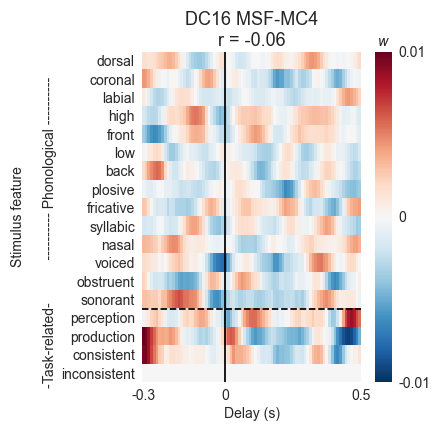 DC16 MSF-MC4
r = -0.06
w
dorsal
coronal
labial
high
front
low
back
plosive
fricative
syllabic
nasal
voiced
obstruent
sonorant
perception
production
consistent
inconsistent
Stimulus feature
-Task-related- ---------- Phonological ----------
-0.3 0 0.5
Delay (s)
0.01
0
-0.01